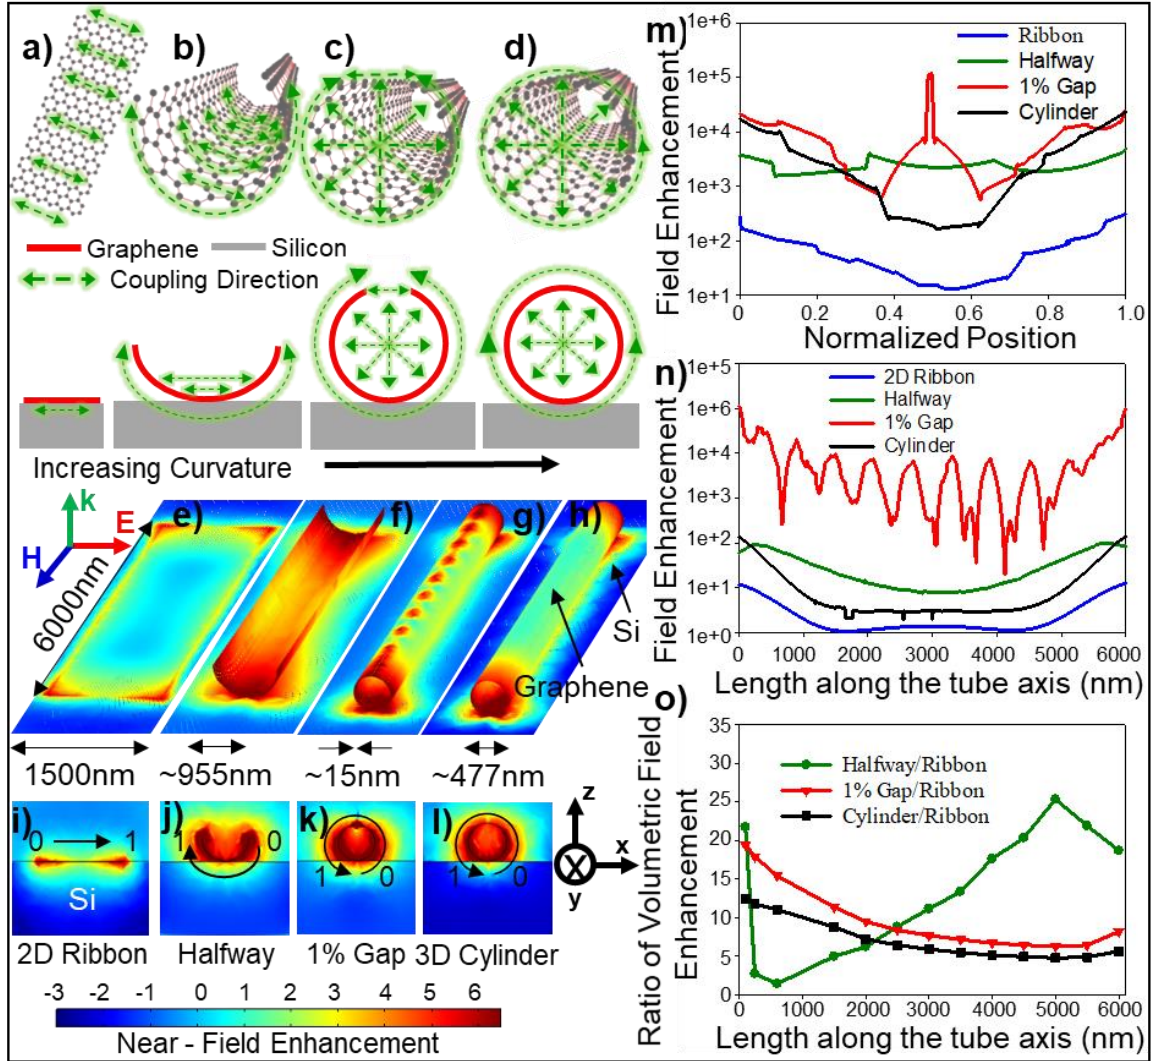 a)
b)
c)
d)
Graphene
Silicon
Coupling Direction
Increasing Curvature
k
E
H
e)
f)
g)
h)
6000nm
Si
Graphene
1500nm
~955nm
~15nm
~477nm
i)
j)
k)
l)
0 1
1 0
1 0
1 0
Si
z
x
y
2D Ribbon
Halfway
1% Gap
3D Cylinder
-3 -2 -1 0 1 2 3 4 5 6
Near - Field Enhancement
m)
Field Enhancement
1e+6
1e+5
1e+4
1e+3
1e+2
1e+1
Ribbon
Halfway
1% Gap
Cylinder
0 0.2 0.4 0.6 0.8 1.0
Normalized Position
n)
Field Enhancement
1e+5
1e+6
1e+4
1e+3
1e+2
1e+1
1e+0
2D Ribbon
Halfway
1% Gap
Cylinder
0 1000 2000 3000 4000 5000 6000
Length along the tube axis (nm)
o)
Ratio of Volumetric Field
Enhancement
35
30
25
20
15
10
5
0
Halfway/Ribbon
1% Gap/Ribbon
Cylinder/Ribbon
0 1000 2000 3000 4000 5000 6000
Length along the tube axis (nm)